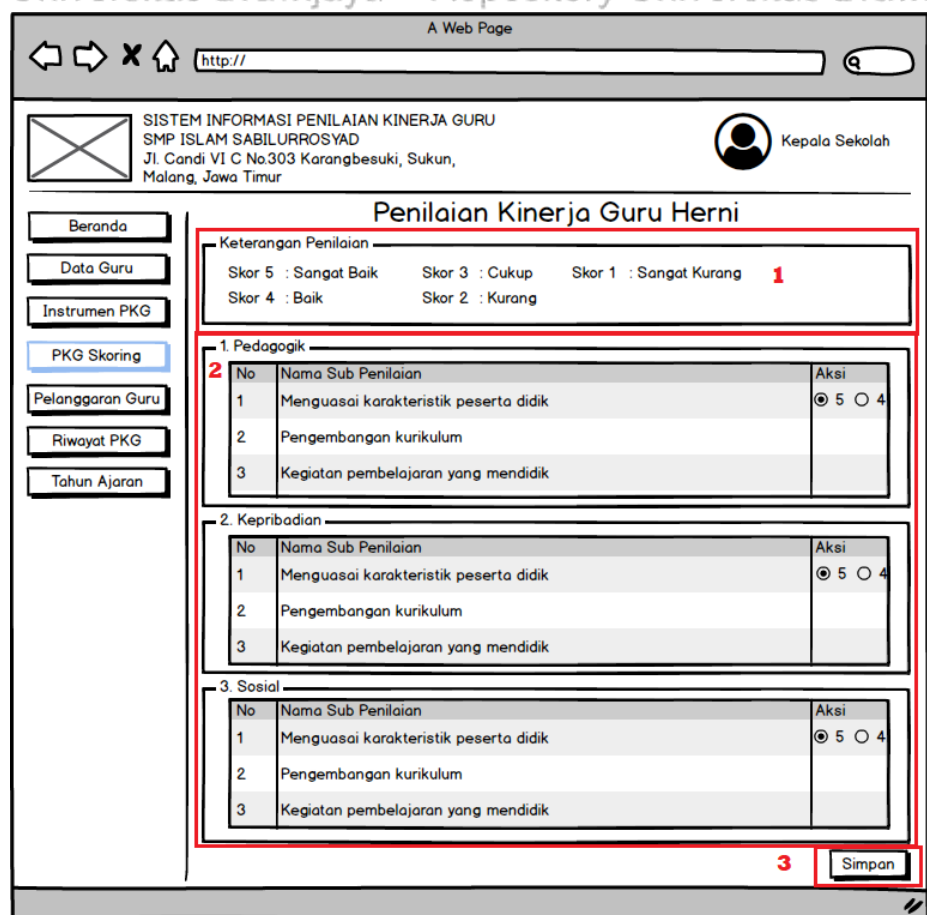 A Web Page
http://
SISTEM INFORMASI PENILAIAN KINERJA GURU
SMP ISLAM SABILURROSYAD
Jl. Candi VI C No.303 Karangbesuki, Sukun,
Malang, Jawa Timur
Kepala Sekolah
Beranda
Data Guru
Instrumen PKG
PKG Skoring
Pelanggaran Guru
Riwayat PKG
Tahun Ajaran
Penilaian Kinerja Guru Herni
Keterangan Penilaian
Skor 5 : Sangat Baik Skor 3 : Cukup Skor 1 : Sangat Kurang
Skor 4 : Baik Skor 2 : Kurang
1
1. Pedagogik
2
No Nama Sub Penilaian Aksi
1 Menguasai karakteristik peserta didik 5 4
2 Pengembangan kurikulum
3 Kegiatan pembelajaran yang mendidik
2. Kepribadian
No Nama Sub Penilaian Aksi
1 Menguasai karakteristik peserta didik 5 4
2 Pengembangan kurikulum
3 Kegiatan pembelajaran yang mendidik
3. Sosial
No Nama Sub Penilaian Aksi
1 Menguasai karakteristik peserta didik 5 4
2 Pengembangan kurikulum
3 Kegiatan pembelajaran yang mendidik
3 Simpan